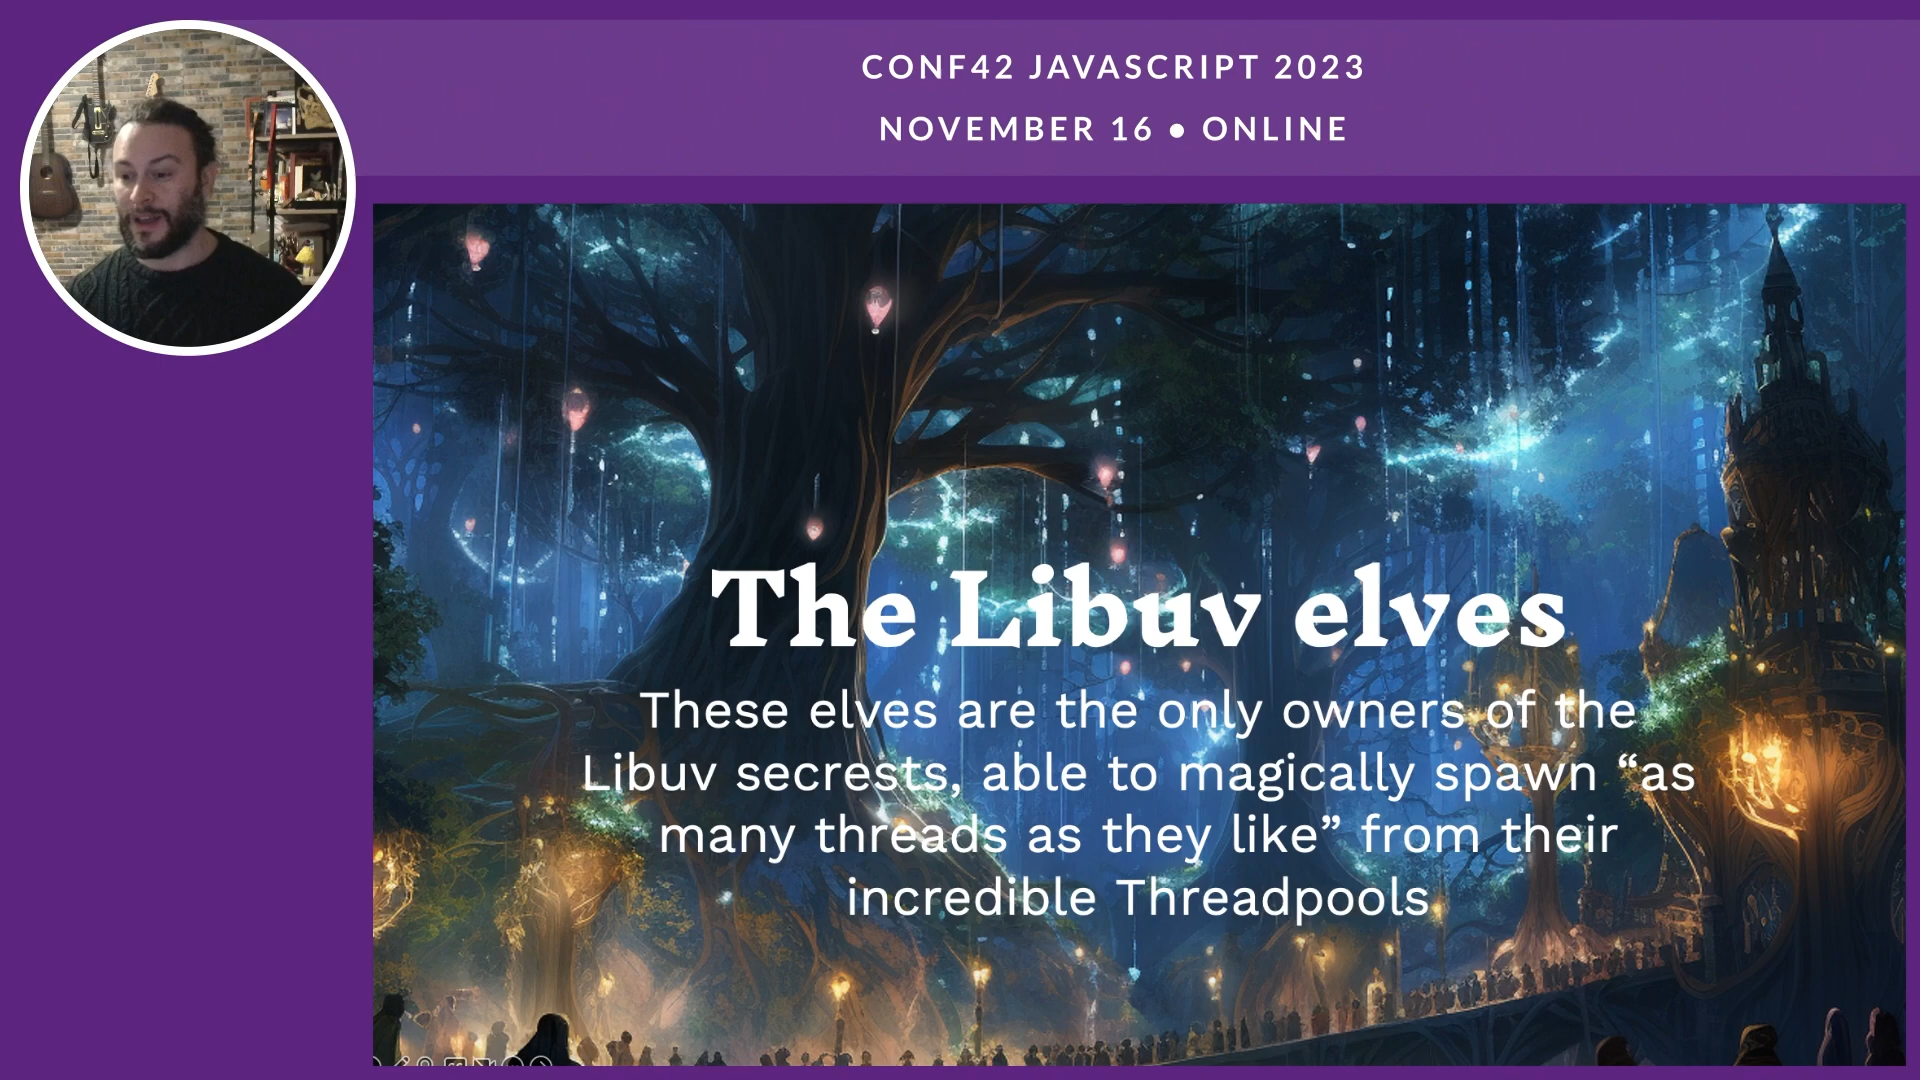 CONF42 JAVASCRIPT 2023
NOVEMBER 16 • ONLINE
The Libuv elves
These elves are the only owners of the
Libuv secrests, able to magically spawn “as
many threads as they like” from their
incredible Threadpools